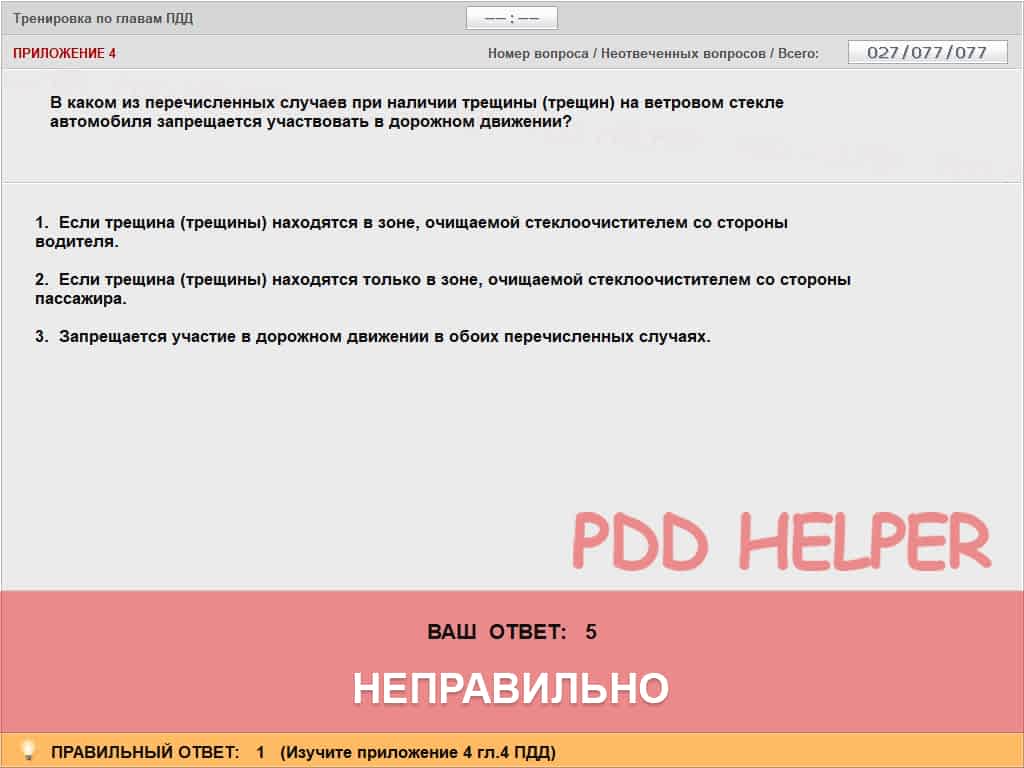 Тренировка по главам ПДД
–– : ––
ПРИЛОЖЕНИЕ 4
Номер вопроса / Неотвеченных вопросов / Всего:
027/077/077
В каком из перечисленных случаев при наличии трещины (трещин) на ветровом стекле
автомобиля запрещается участвовать в дорожном движении?
1. Если трещина (трещины) находятся в зоне, очищаемой стеклоочистителем со стороны
водителя.
2. Если трещина (трещины) находятся только в зоне, очищаемой стеклоочистителем со стороны
пассажира.
3. Запрещается участие в дорожном движении в обоих перечисленных случаях.
PDD HELPER
ВАШ ОТВЕТ: 5
НЕПРАВИЛЬНО
ПРАВИЛЬНЫЙ ОТВЕТ: 1 (Изучите приложение 4 гл.4 ПДД)